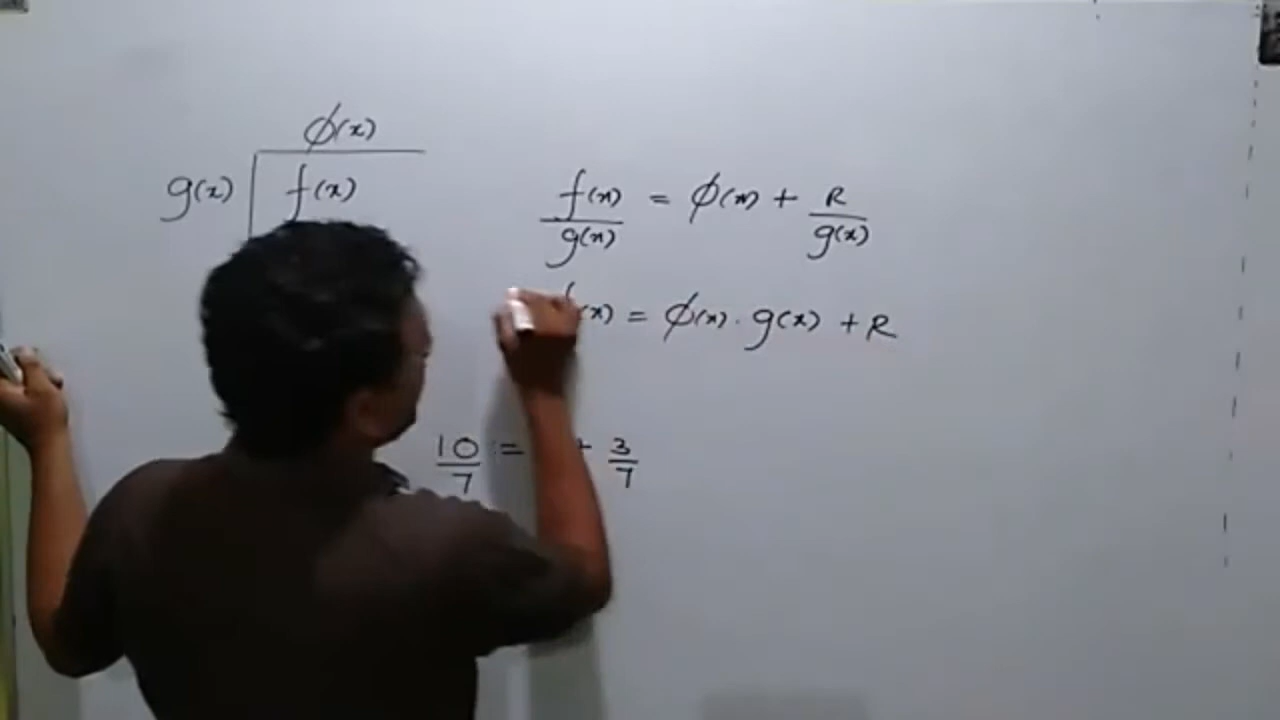 ϕ(x)
g(x) f(x)
f(x)/g(x) = ϕ(x) + R/g(x)
(x) = ϕ(x) . g(x) + R
10/7 = + 3/7